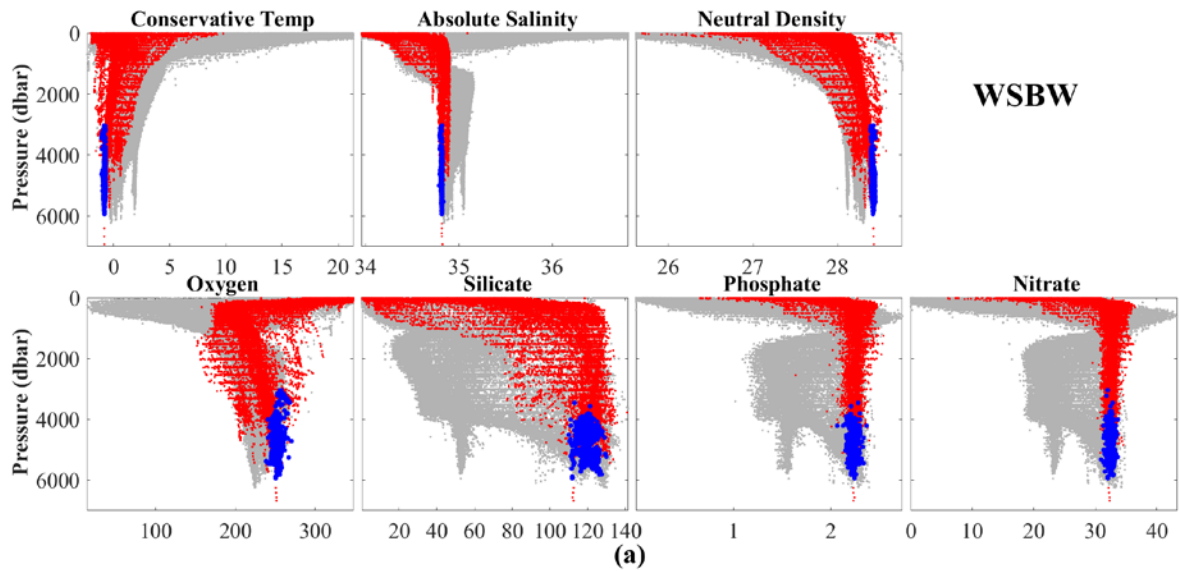 Conservative Temp Absolute Salinity Neutral Density
WSBW
Pressure (dbar)
0
2000
4000
6000
0 5 10 15 20 34 35 36 26 27 28
Oxygen Silicate Phosphate Nitrate
Pressure (dbar)
0
2000
4000
6000
100 200 300 20 40 60 80 100 120 140 1 2 0 10 20 30 40
(a)